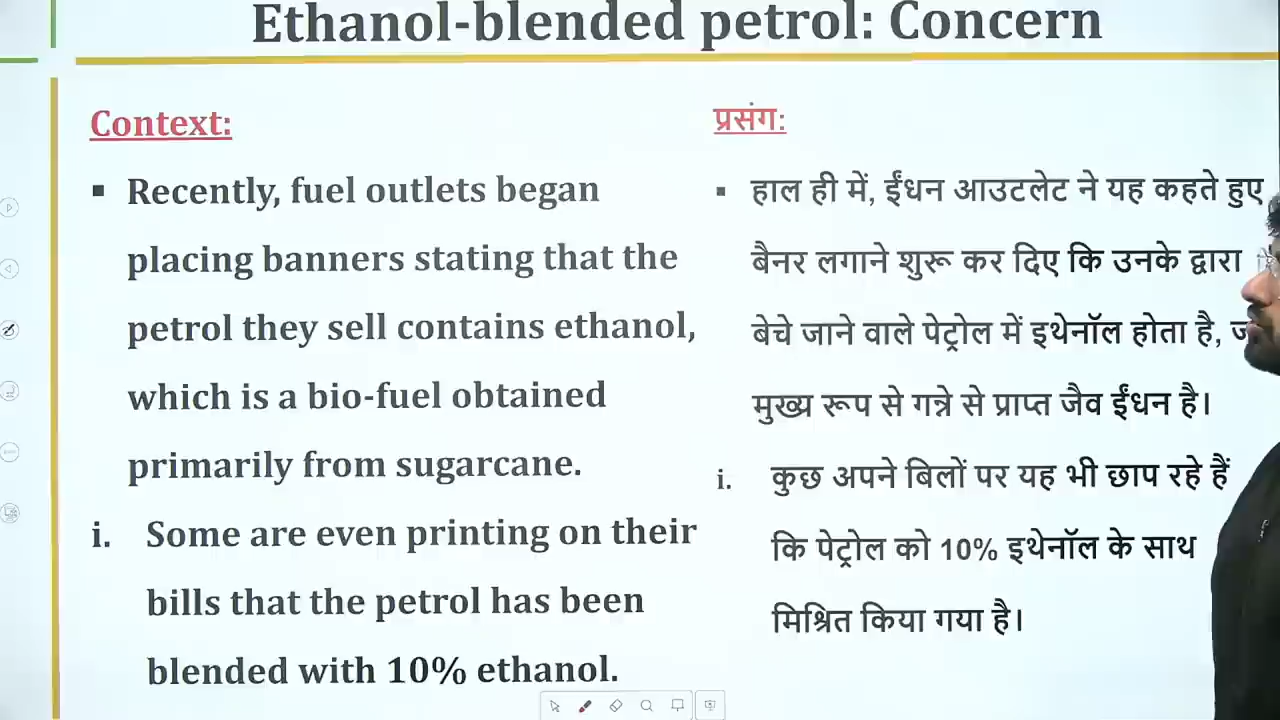 Ethanol-blended petrol: Concern
Context:
▪ Recently, fuel outlets began
placing banners stating that the
petrol they sell contains ethanol,
which is a bio-fuel obtained
primarily from sugarcane.
i. Some are even printing on their
bills that the petrol has been
blended with 10% ethanol.
प्रसंग:
▪ हाल ही में, ईंधन आउटलेट ने यह कहते हुए
बैनर लगाने शुरू कर दिए कि उनके द्वारा
बेचे जाने वाले पेट्रोल में इथेनॉल होता है,
मुख्य रूप से गन्ने से प्राप्त जैव ईंधन है।
i. कुछ अपने बिलों पर यह भी छाप रहे हैं
कि पेट्रोल को 10% इथेनॉल के साथ
मिश्रित किया गया है।